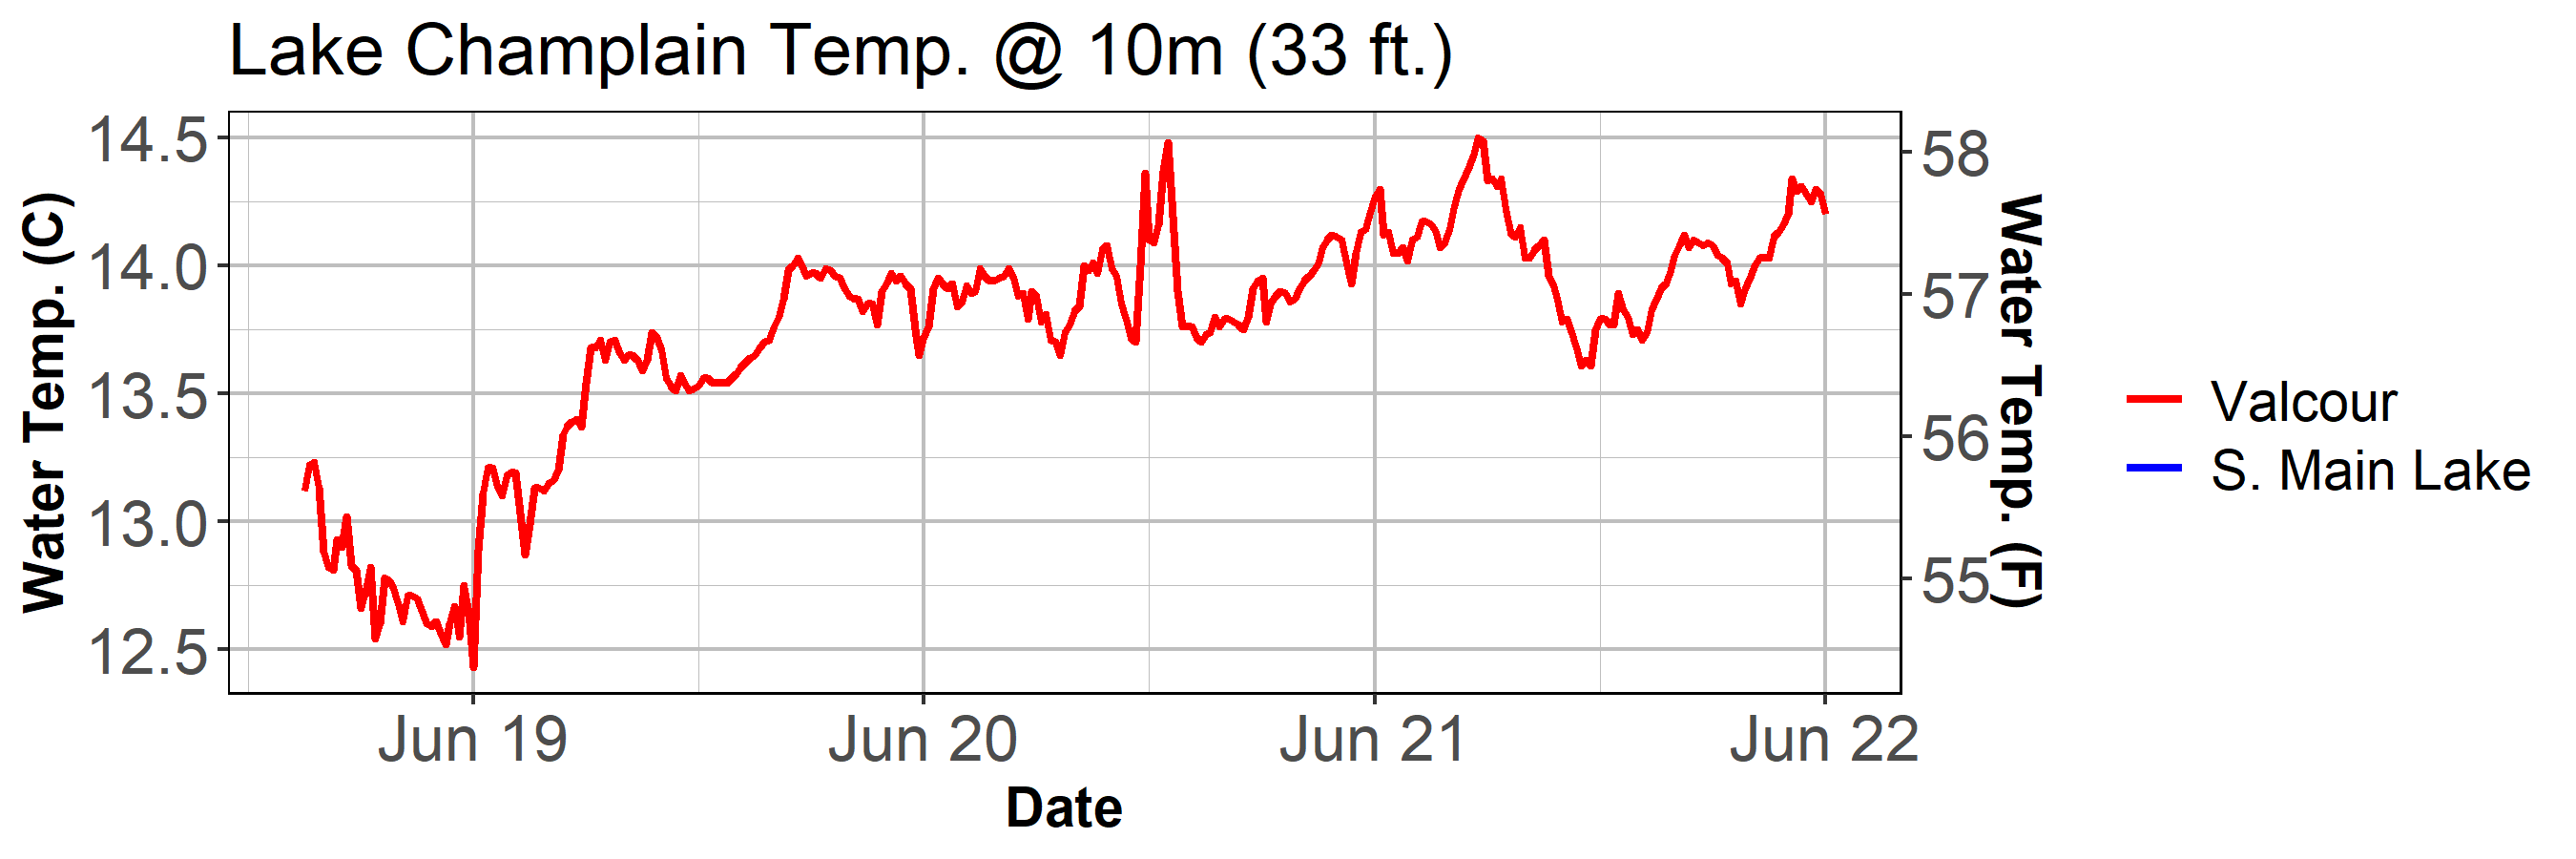 Lake Champlain Temp. @ 10m (33 ft.)
Water Temp. (C)
14.5
14.0
13.5
13.0
12.5
58
57
56
55
Water Temp. (F)
Jun 19
Jun 20
Jun 21
Jun 22
Date
Valcour
S. Main Lake